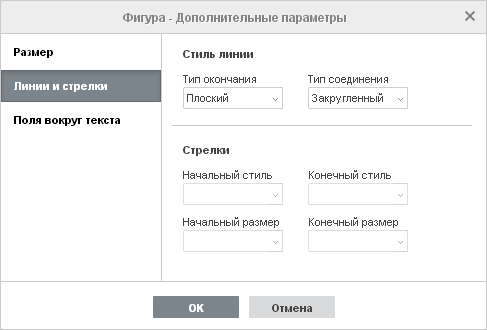 Фигура - Дополнительные параметры
Размер
Линии и стрелки
Поля вокруг текста
Стиль линии
Тип окончания Тип соединения
Плоский Закругленный
Стрелки
Начальный стиль Конечный стиль
Начальный размер Конечный размер
OK Отмена